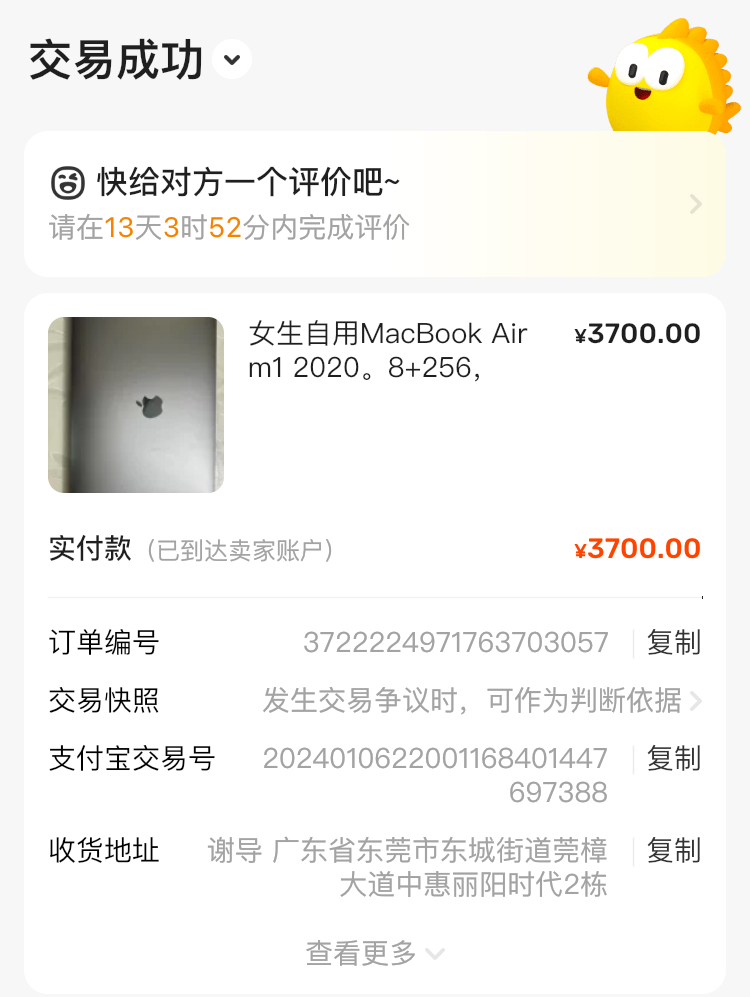 交易成功
快给对方一个评价吧~
请在13天3时52分内完成评价
女生自用MacBook Air ¥3700.00
m1 2020。8+256，
实付款（已到达卖家账户） ¥3700.00
订单编号 3722224971763703057 复制
交易快照 发生交易争议时，可作为判断依据
支付宝交易号 2024010622001168401447 复制
697388
收货地址 谢导 广东省东莞市东城街道莞樟 复制
大道中惠丽阳时代2栋
查看更多